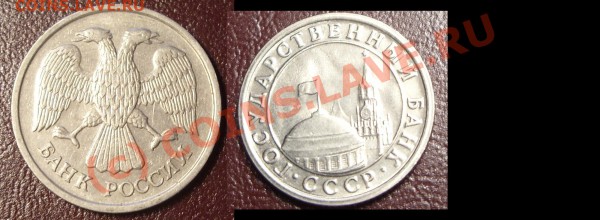 COINS.LAVE.RU
БАНК РОССИИ
ГОСУДАРСТВЕННЫЙ БАНК
· СССР ·
(C) COINS.LAVE.RU